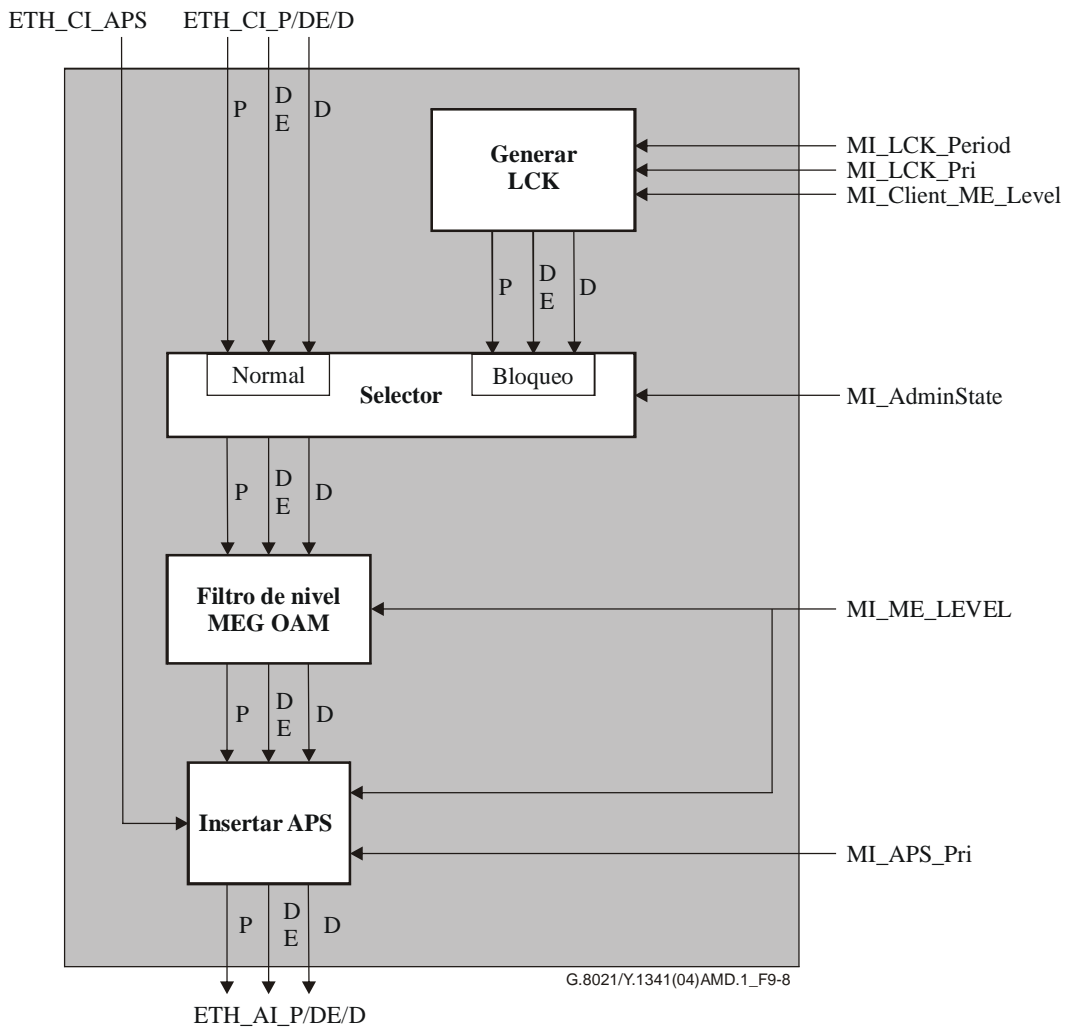 ETH_CI_APS
ETH_CI_P/DE/D
P
D
E
D
Generar
LCK
MI_LCK_Period
MI_LCK_Pri
MI_Client_ME_Level
P
D
E
D
Normal
Bloqueo
Selector
MI_AdminState
P
D
E
D
Filtro de nivel
MEG OAM
MI_ME_LEVEL
P
D
E
D
Insertar APS
MI_APS_Pri
P
D
E
D
G.8021/Y.1341(04)AMD.1_F9-8
ETH_AI_P/DE/D